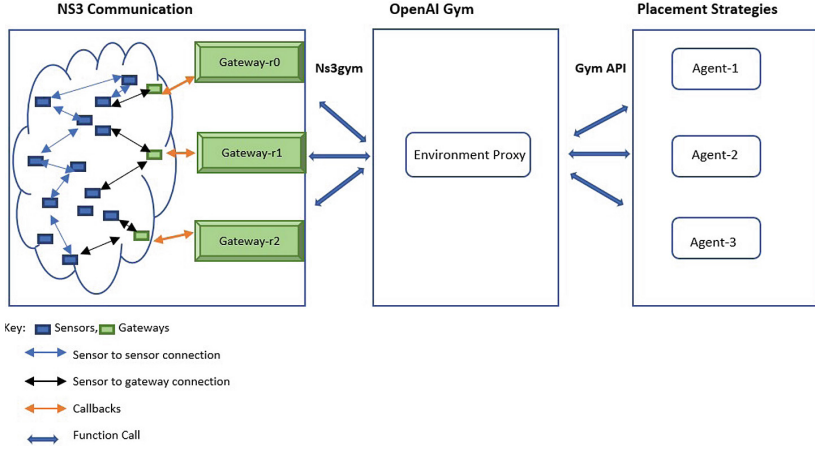 NS3 Communication
OpenAI Gym
Placement Strategies
Gateway-r0
Ns3gym
Gym API
Agent-1
Gateway-r1
Environment Proxy
Agent-2
Gateway-r2
Agent-3
Key: Sensors, Gateways
Sensor to sensor connection
Sensor to gateway connection
Callbacks
Function Call